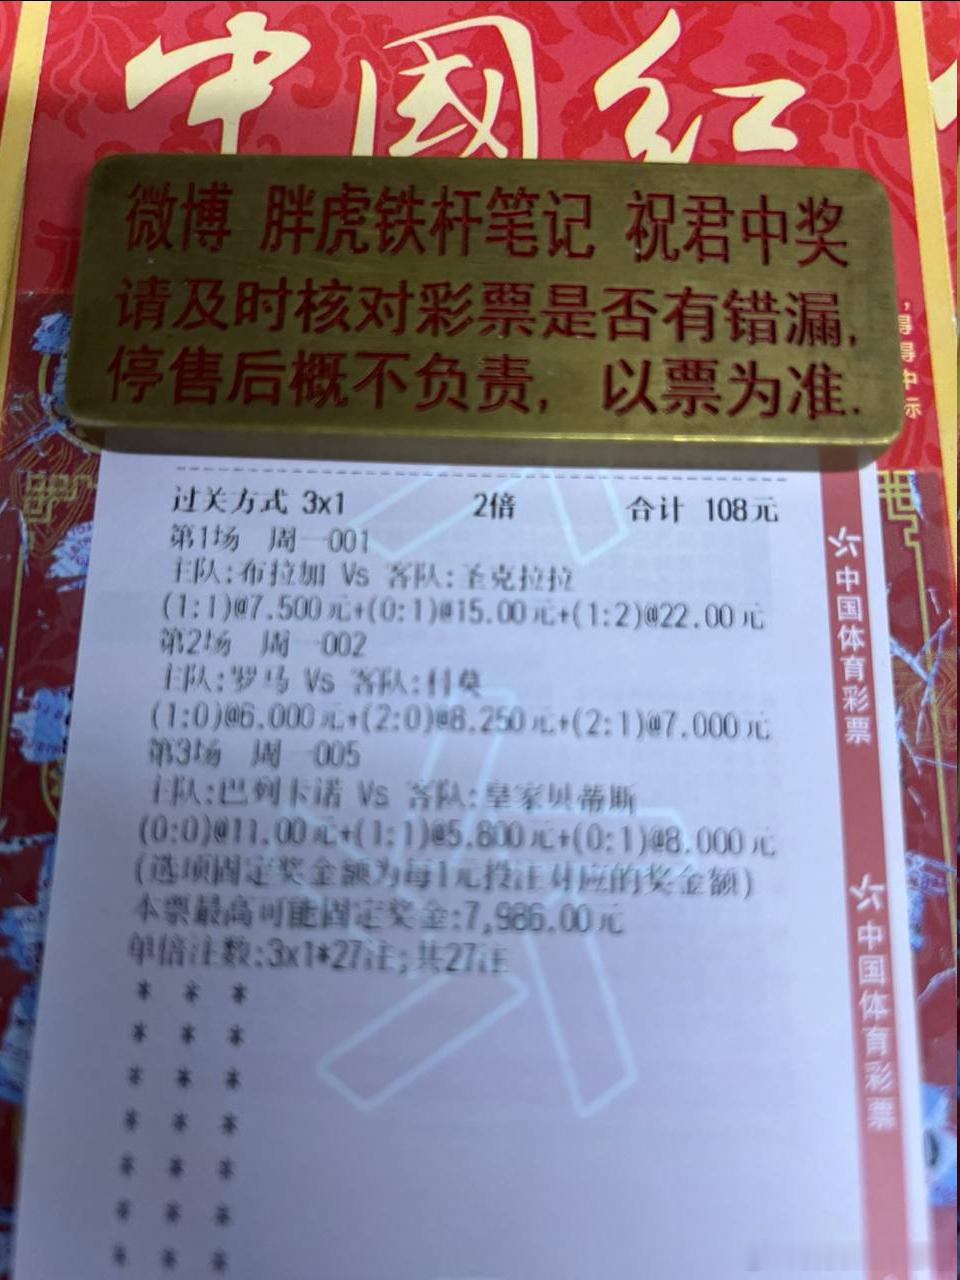 中国红
微博 胖虎铁杆笔记 祝君中奖
请及时核对彩票是否有错漏,
停售后概不负责, 以票为准.
过关方式 3x1 2倍 合计 108元
第1场 周一001
主队:布拉加 Vs 客队:圣克拉拉
(1:1)@7.500元+(0:1)@15.00元+(1:2)@22.00元
第2场 周一002
主队:罗马 Vs 客队:科莫
(1:0)@6.000元+(2:0)@8.250元+(2:1)@7.000元
第3场 周一005
主队:巴列卡诺 Vs 客队:皇家贝蒂斯
(0:0)@11.00元+(1:1)@5.800元+(0:1)@8.000元
(选项固定奖金额为每1元投注对应的奖金额)
本票最高可能固定奖金:7,986.00元
单倍注数:3x1*27注;共27注
* * *
* * *
* * *
* * *
* * *
* * *
* * *
中国体育彩票
中国体育彩票